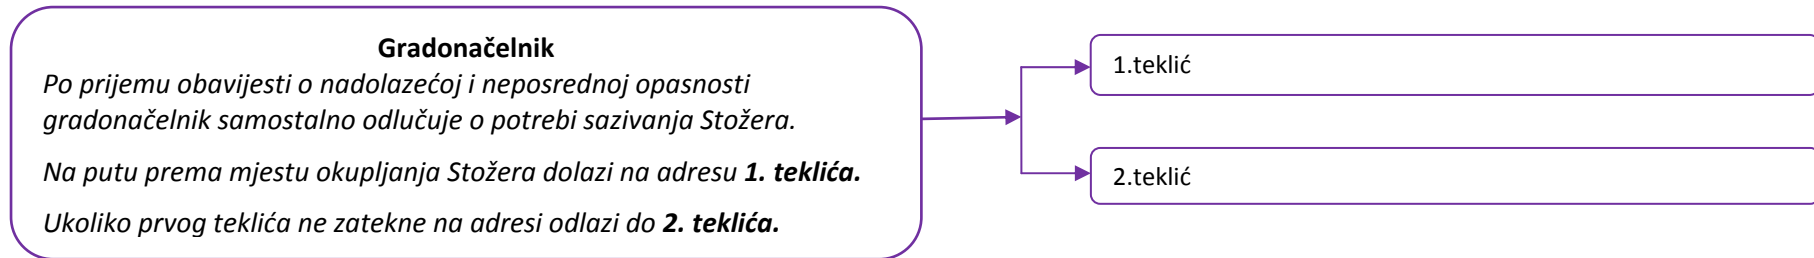 Gradonačelnik
Po prijemu obavijesti o nadolazećoj i neposrednoj opasnosti
gradonačelnik samostalno odlučuje o potrebi sazivanja Stožera.
Na putu prema mjestu okupljanja Stožera dolazi na adresu 1. teklića.
Ukoliko prvog teklića ne zatekne na adresi odlazi do 2. teklića.
1.teklić
2.teklić